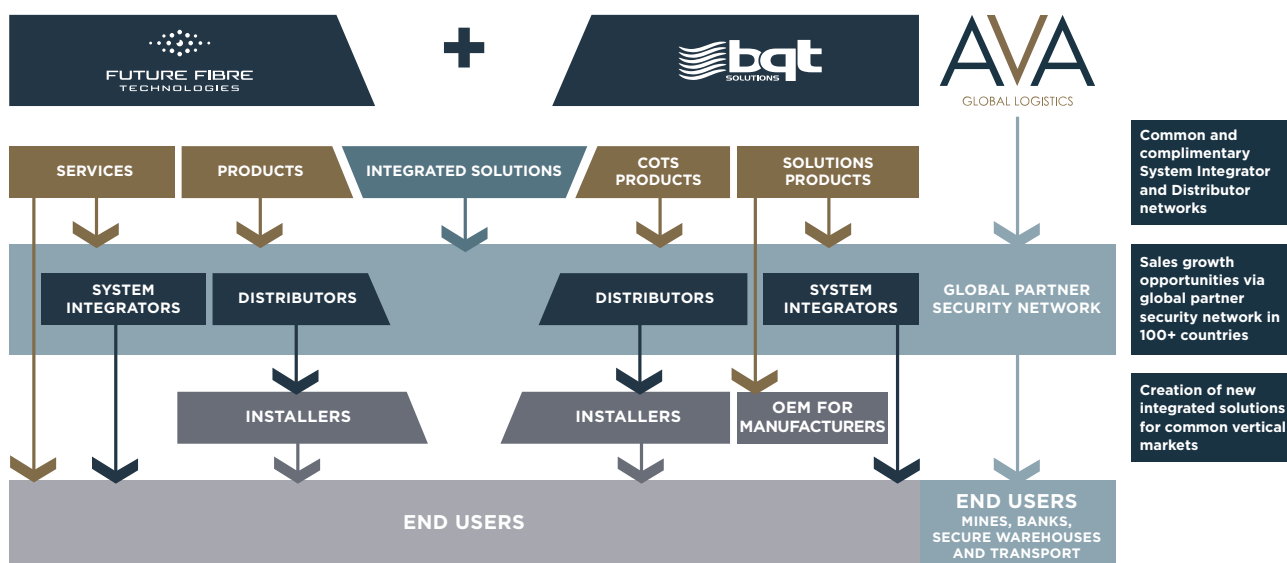 FUTURE FIBRE
TECHNOLOGIES
+
bqt
SOLUTIONS
AVA
GLOBAL LOGISTICS
SERVICES
PRODUCTS
INTEGRATED SOLUTIONS
COTS
PRODUCTS
SOLUTIONS
PRODUCTS
Common and
complimentary
System Integrator
and Distributor
networks
SYSTEM
INTEGRATORS
DISTRIBUTORS
DISTRIBUTORS
SYSTEM
INTEGRATORS
GLOBAL PARTNER
SECURITY NETWORK
Sales growth
opportunities via
global partner
security network in
100+ countries
INSTALLERS
INSTALLERS
OEM FOR
MANUFACTURERS
Creation of new
integrated solutions
for common vertical
markets
END USERS
END USERS
MINES, BANKS,
SECURE WAREHOUSES
AND TRANSPORT